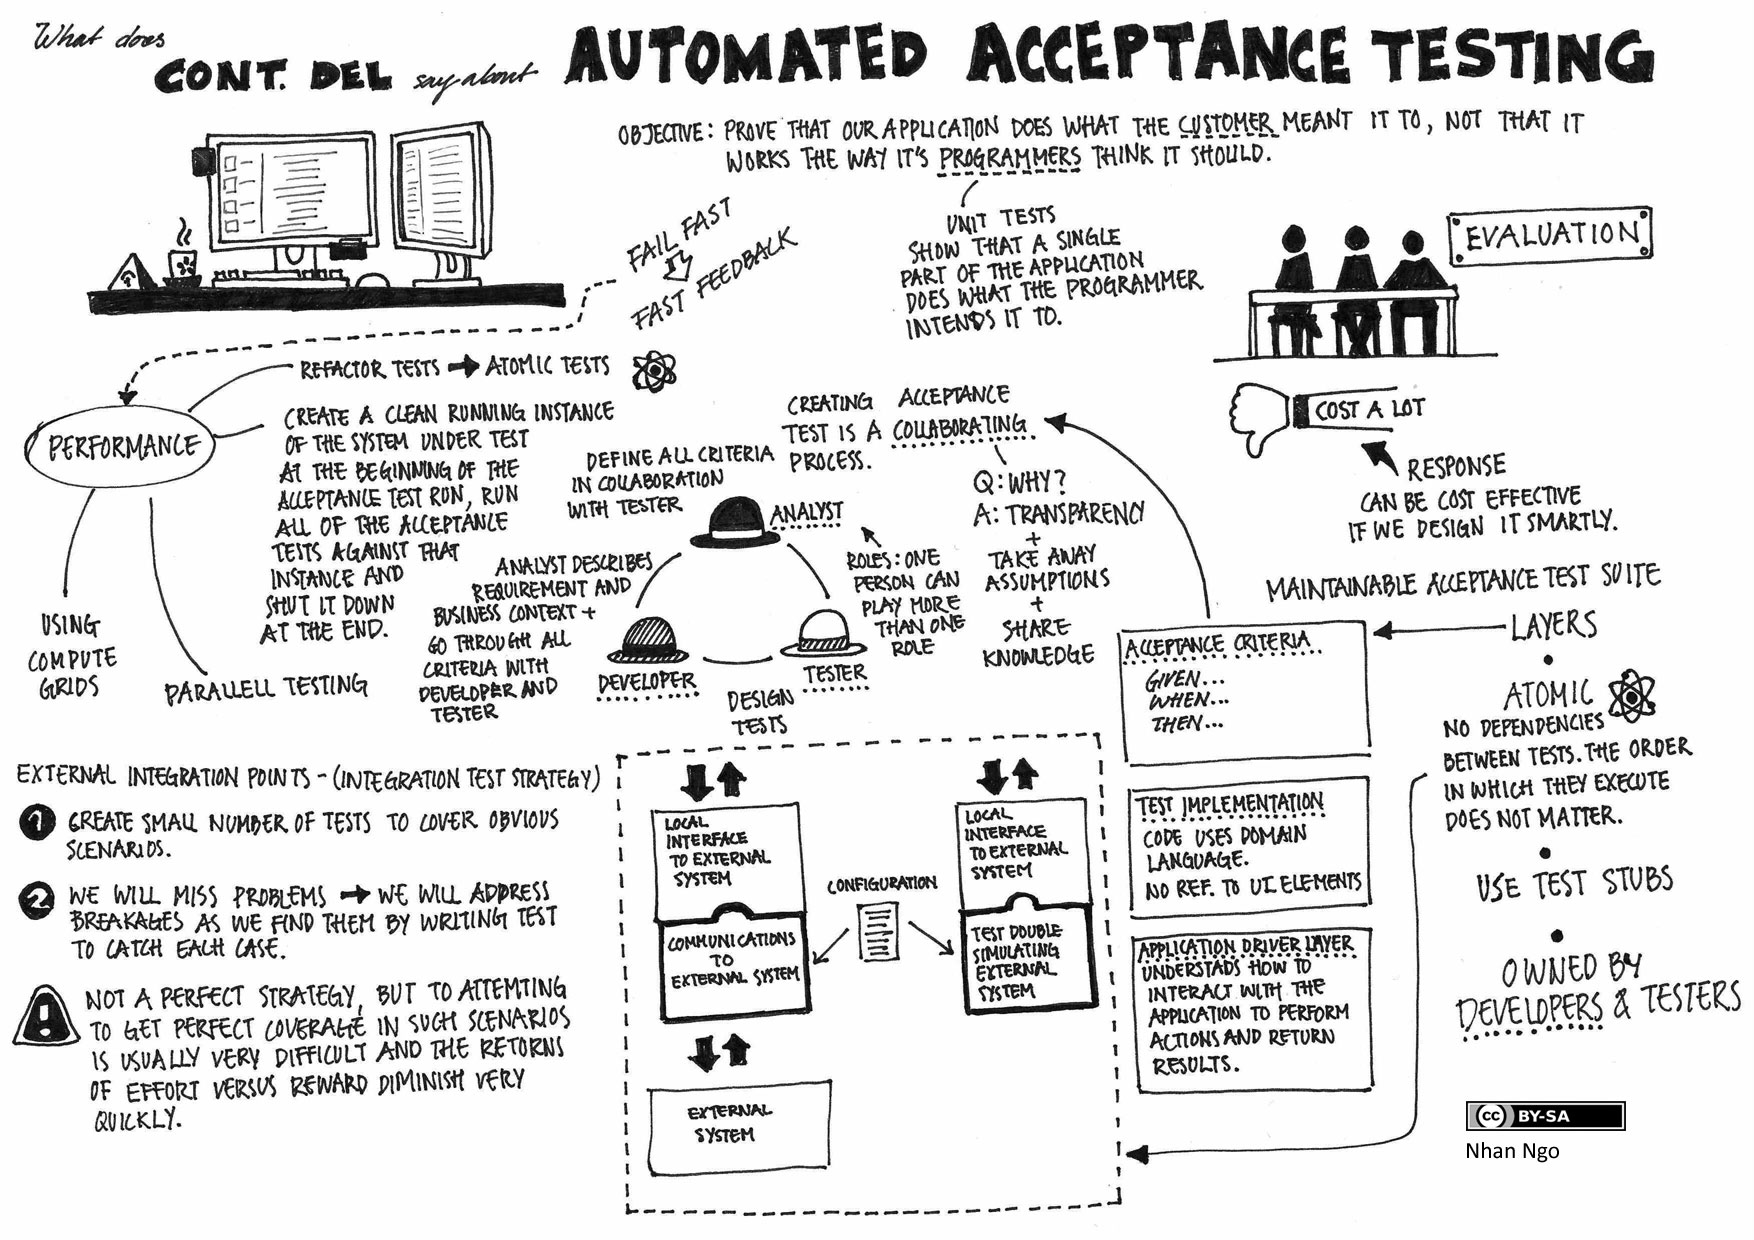 What does
CONT. DEL say about AUTOMATED ACCEPTANCE TESTING
OBJECTIVE: PROVE THAT OUR APPLICATION DOES WHAT THE CUSTOMER MEANT IT TO, NOT THAT IT
WORKS THE WAY IT'S PROGRAMMERS THINK IT SHOULD.
UNIT TESTS
SHOW THAT A SINGLE
PART OF THE APPLICATION
DOES WHAT THE PROGRAMMER
INTENDS IT TO.
FAIL FAST
FAST FEEDBACK
EVALUATION
COST A LOT
RESPONSE
CAN BE COST EFFECTIVE
IF WE DESIGN IT SMARTLY.
PERFORMANCE
REFACTOR TESTS → ATOMIC TESTS
CREATE A CLEAN RUNNING INSTANCE
OF THE SYSTEM UNDER TEST
AT THE BEGINNING OF THE
ACCEPTANCE TEST RUN, RUN
ALL OF THE ACCEPTANCE
TESTS AGAINST THAT
INSTANCE AND
SHUT IT DOWN
AT THE END.
USING
COMPUTE
GRIDS
PARALLELL TESTING
CREATING ACCEPTANCE
TEST IS A COLLABORATING
PROCESS.
Q: WHY?
A: TRANSPARENCY
+
TAKE AWAY
ASSUMPTIONS
+
SHARE
KNOWLEDGE
DEFINE ALL CRITERIA
IN COLLABORATION
WITH TESTER
ANALYST
ROLES: ONE
PERSON CAN
PLAY MORE
THAN ONE
ROLE
ANALYST DESCRIBES
REQUIREMENT AND
BUSINESS CONTEXT +
GO THROUGH ALL
CRITERIA WITH
DEVELOPER AND
TESTER
DEVELOPER
TESTER
DESIGN
TESTS
MAINTAINABLE ACCEPTANCE TEST SUITE
LAYERS
ATOMIC
NO DEPENDENCIES
BETWEEN TESTS. THE ORDER
IN WHICH THEY EXECUTE
DOES NOT MATTER.
USE TEST STUBS
OWNED BY
DEVELOPERS & TESTERS
ACCEPTANCE CRITERIA
GIVEN...
WHEN...
THEN...
TEST IMPLEMENTATION
CODE USES DOMAIN
LANGUAGE.
NO REF. TO UI ELEMENTS
APPLICATION DRIVER LAYER
UNDERSTADS HOW TO
INTERACT WITH THE
APPLICATION TO PERFORM
ACTIONS AND RETURN
RESULTS.
EXTERNAL INTEGRATION POINTS - (INTEGRATION TEST STRATEGY)
1 CREATE SMALL NUMBER OF TESTS TO COVER OBVIOUS
SCENARIOS.
2 WE WILL MISS PROBLEMS → WE WILL ADDRESS
BREAKAGES AS WE FIND THEM BY WRITING TEST
TO CATCH EACH CASE.
! NOT A PERFECT STRATEGY, BUT TO ATTEMTING
TO GET PERFECT COVERAGE IN SUCH SCENARIOS
IS USUALLY VERY DIFFICULT AND THE RETORNS
OF EFFORT VERSUS REWARD DIMINISH VERY
QUICKLY.
LOCAL
INTERFACE
TO EXTERNAL
SYSTEM
COMMUNICATIONS
TO
EXTERNAL SYSTEM
EXTERNAL
SYSTEM
CONFIGURATION
LOCAL
INTERFACE
TO EXTERNAL
SYSTEM
TEST DOUBLE
SIMULATING
EXTERNAL
SYSTEM
cc BY-SA
Nhan Ngo